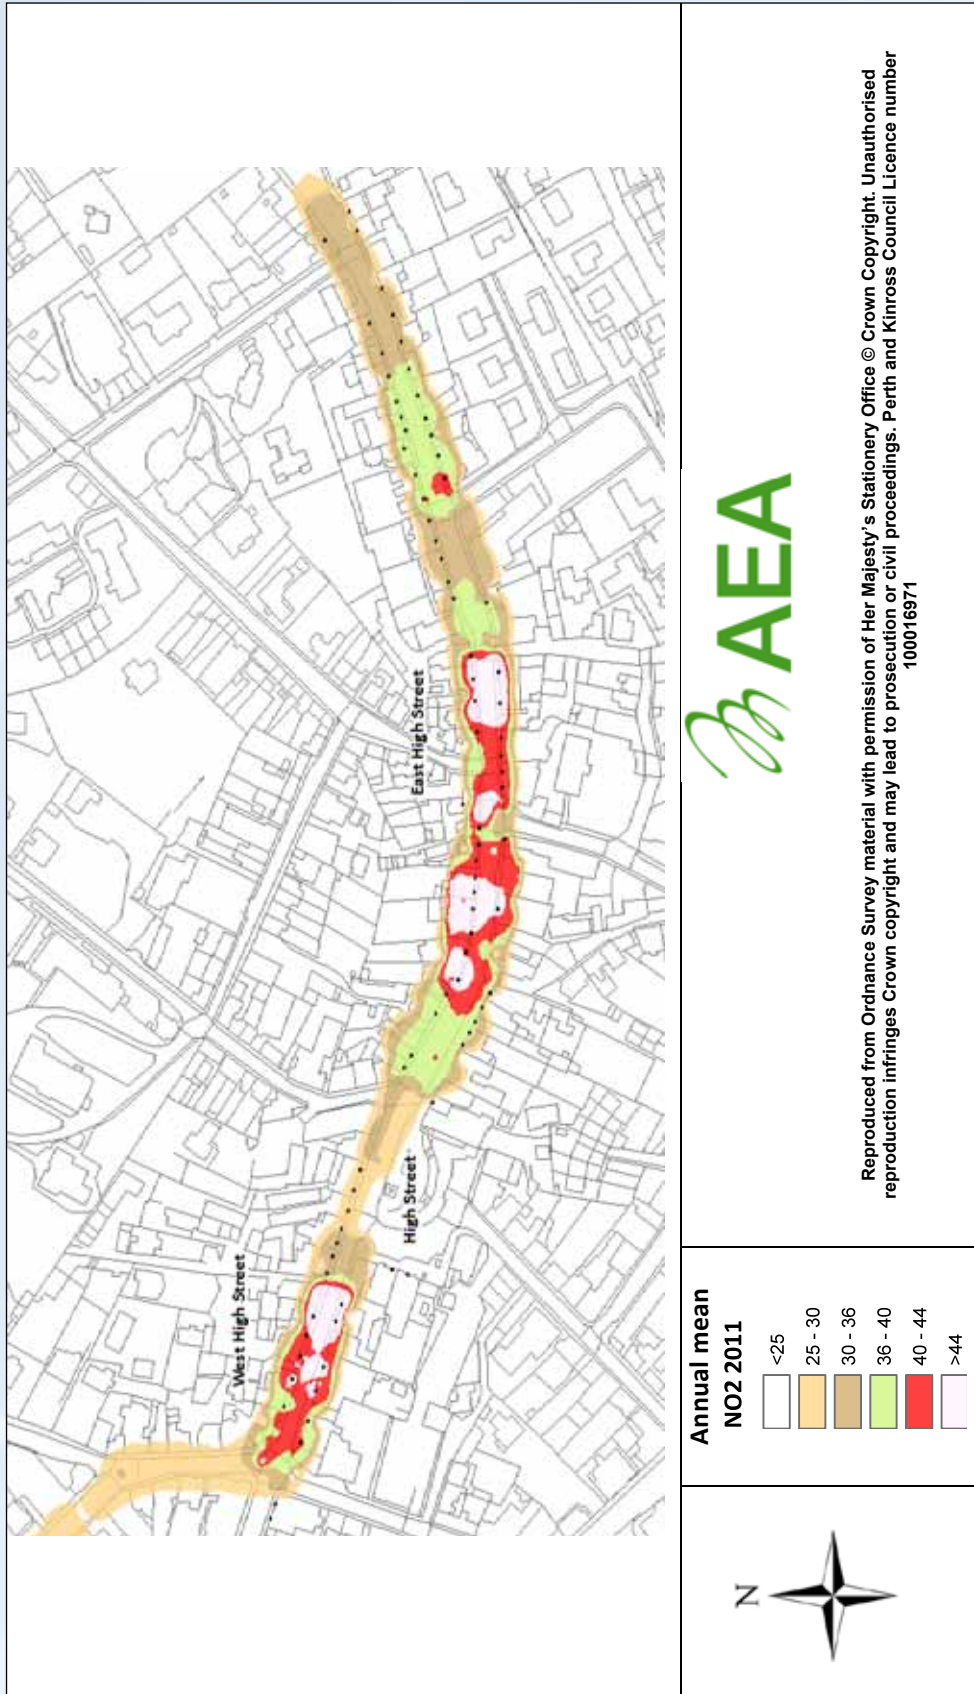 West High Street
High Street
East High Street
N
Annual mean
NO2 2011
<25
25 - 30
30 - 36
36 - 40
40 - 44
>44
AEA
Reproduced from Ordnance Survey material with permission of Her Majesty's Stationery Office © Crown Copyright. Unauthorised
reproduction infringes Crown copyright and may lead to prosecution or civil proceedings. Perth and Kinross Council Licence number
100016971